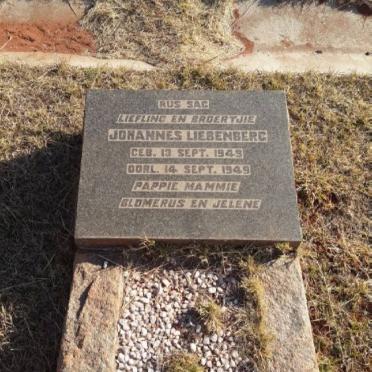 RUS SAG
LIEFLING EN BROERTJIE
JOHANNES LIEBENBERG
GEB. 13 SEPT. 1949
OORL. 14 SEPT. 1949
PAPPIE MAMMIE
BLOMERUS EN JELENE